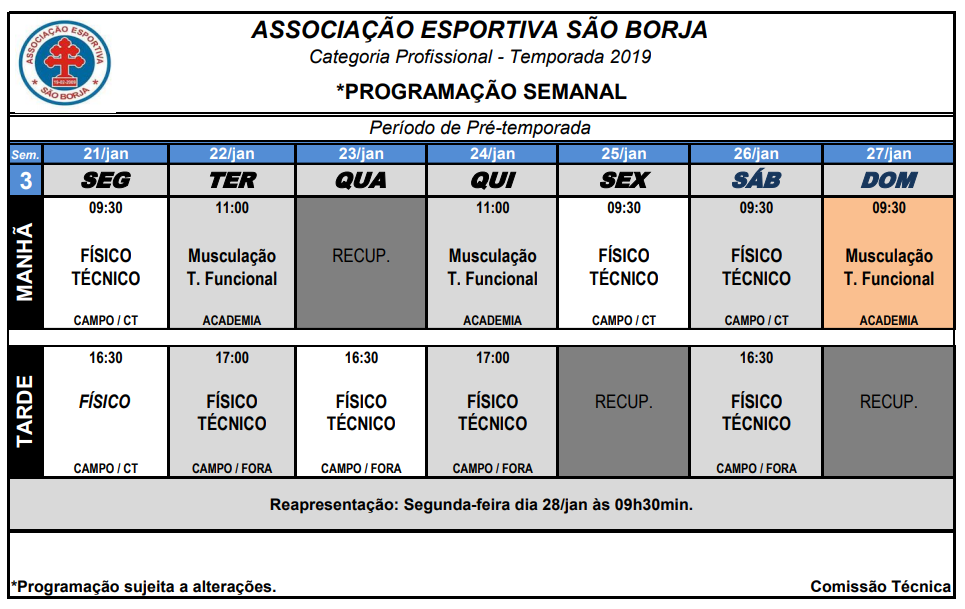 ASSOCIAÇÃO ESPORTIVA SÃO BORJA
Categoria Profissional - Temporada 2019
*PROGRAMAÇÃO SEMANAL
ASSOCIAÇÃO ESPORTIVA
SÃO BORJA
Período de Pré-temporada
Sem. 21/jan 22/jan 23/jan 24/jan 25/jan 26/jan 27/jan
3 SEG TER QUA QUI SEX SÁB DOM
MANHÃ
09:30 11:00 11:00 09:30 09:30 09:30
FÍSICO Musculação RECUP. Musculação FÍSICO FÍSICO Musculação
TÉCNICO T. Funcional T. Funcional TÉCNICO TÉCNICO T. Funcional
CAMPO / CT ACADEMIA ACADEMIA CAMPO / CT CAMPO / CT ACADEMIA
TARDE
16:30 17:00 16:30 17:00 16:30
FÍSICO FÍSICO FÍSICO FÍSICO RECUP. FÍSICO RECUP.
TÉCNICO TÉCNICO TÉCNICO TÉCNICO
CAMPO / CT CAMPO / FORA CAMPO / FORA CAMPO / FORA CAMPO / FORA
Reapresentação: Segunda-feira dia 28/jan às 09h30min.
*Programação sujeita a alterações. Comissão Técnica